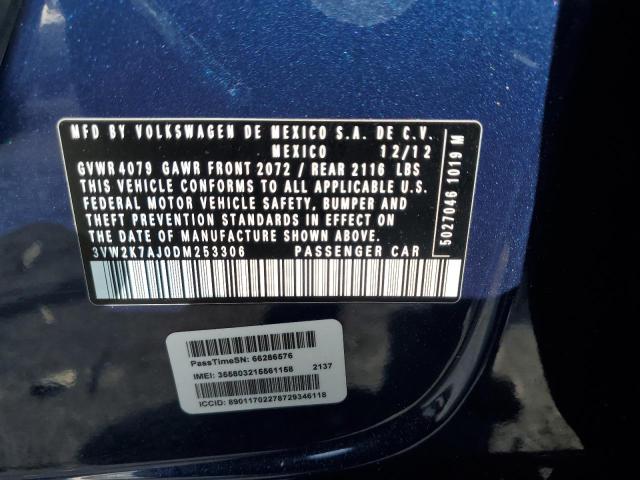 MFD BY VOLKSWAGEN DE MEXICO S.A. DE C.V.
MEXICO 12/12
GVWR 4079 GAWR FRONT 2072 / REAR 2116 LBS
THIS VEHICLE CONFORMS TO ALL APPLICABLE U.S.
FEDERAL MOTOR VEHICLE SAFETY, BUMPER AND
THEFT PREVENTION STANDARDS IN EFFECT ON
THE DATE OF MANUFACTURE SHOWN ABOVE.
3VW2K7AJ0DM253306 PASSENGER CAR
5027046 1019 M
PassTimeSN: 66286576
IMEI: 355803215561158 2137
ICCID: 89011702278729346118